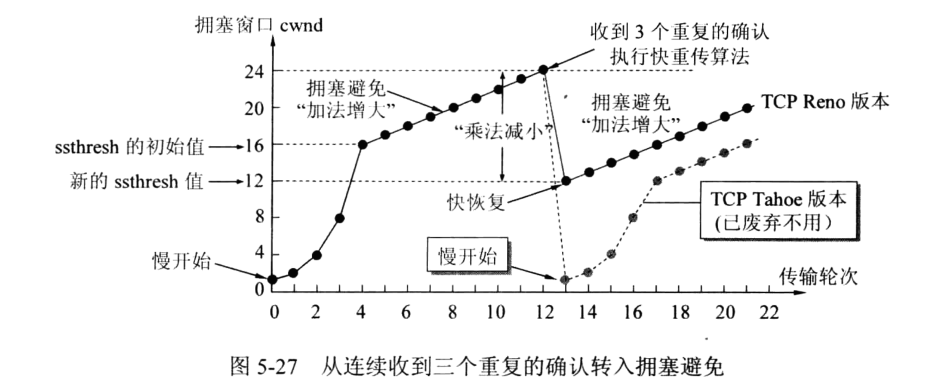 拥塞窗口 cwnd
收到 3 个重复的确认
执行快重传算法
24
拥塞避免
“加法增大”
拥塞避免
“加法增大”
TCP Reno 版本
20
“乘法减小”
ssthresh 的初始值
16
新的 ssthresh 值
12
快恢复
TCP Tahoe 版本
(已废弃不用)
8
4
慢开始
慢开始
传输轮次
0
0 2 4 6 8 10 12 14 16 18 20 22
图 5-27 从连续收到三个重复的确认转入拥塞避免